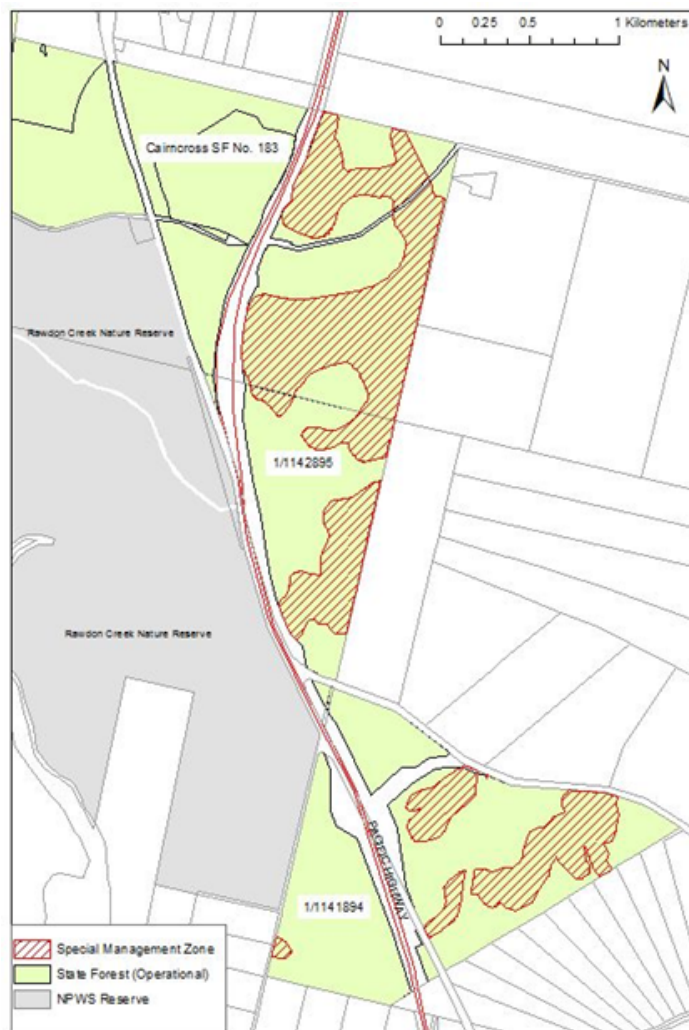 0 0.25 0.5 1 Kilometers
N
Cairncross SF No. 183
Rawdon Creek Nature Reserve
1/1142895
Rawdon Creek Nature Reserve
PACIFIC HIGHWAY
1/1141894
Special Management Zone
State Forest (Operational)
NPWS Reserve